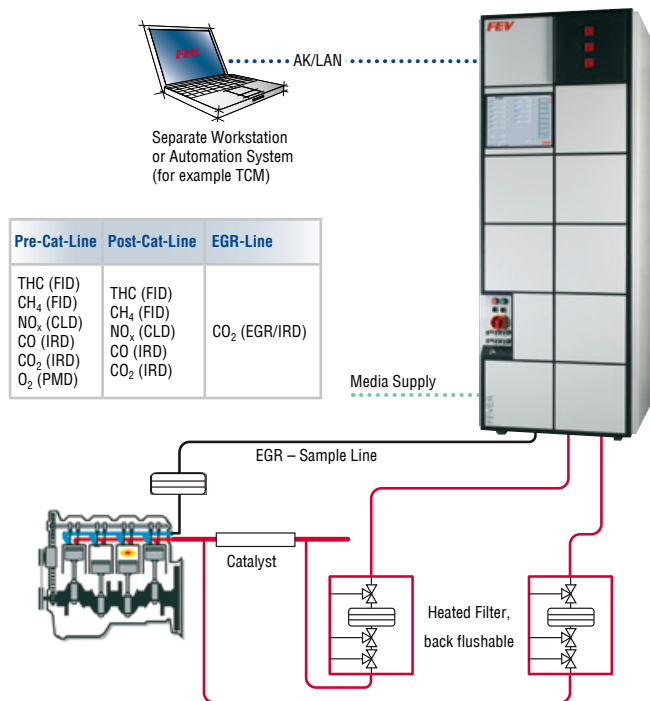 FEV
FEV
AK/LAN
Separate Workstation
or Automation System
(for example TCM)
Pre-Cat-Line Post-Cat-Line EGR-Line
THC (FID)
CH₄ (FID)
NOₓ (CLD)
CO (IRD)
CO₂ (IRD)
O₂ (PMD)
THC (FID)
CH₄ (FID)
NOₓ (CLD)
CO (IRD)
CO₂ (IRD)
CO₂ (EGR/IRD)
Media Supply
FEVER
EGR – Sample Line
Catalyst
Heated Filter,
back flushable